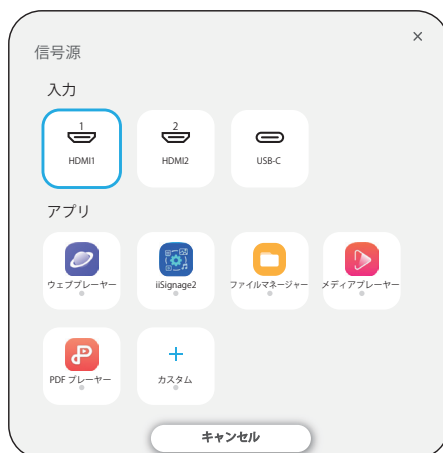 ×
信号源
入力
1
2
HDMI1
HDMI2
USB-C
アプリ
ウェブプレーヤー
iiSignage2
ファイルマネージャー
メディアプレーヤー
PDF プレーヤー
カスタム
キャンセル